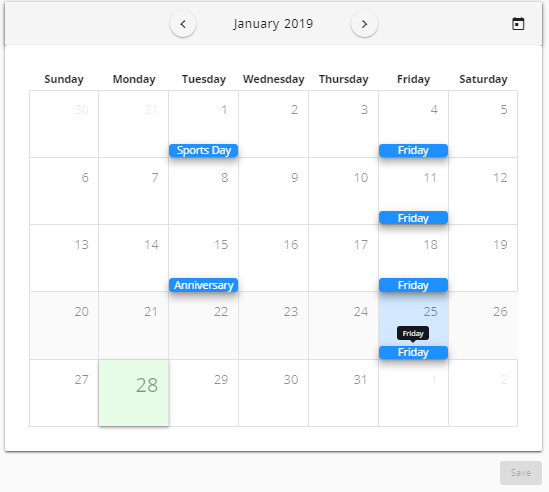 January 2019
Sunday Monday Tuesday Wednesday Thursday Friday Saturday
30 31 1 2 3 4 5
Sports Day Friday
6 7 8 9 10 11 12
Friday
13 14 15 16 17 18 19
Anniversary Friday
20 21 22 23 24 25 26
Friday
Friday
27 28 29 30 31 1 2
Save